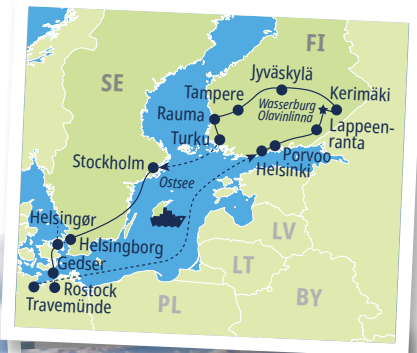 FI
SE
Jyväskylä
Tampere
Kerimäki
Wasserburg
Olavinlinna
Rauma
Lappeen-
ranta
Turku
Porvoo
Helsinki
Stockholm
Ostsee
Helsingør
Helsingborg
LV
Gedser
LT
Rostock
BY
Travemünde
PL